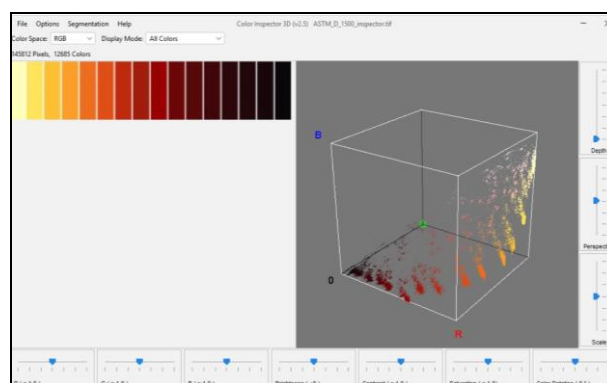 File Options Segmentation Help Color Inspector 3D (v2.5) ASTM_D_1500_inspector.tif
Color Space: RGB Display Mode: All Colors
145812 Pixels, 12685 Colors
B
Depth
Perspect
0
R
Scale